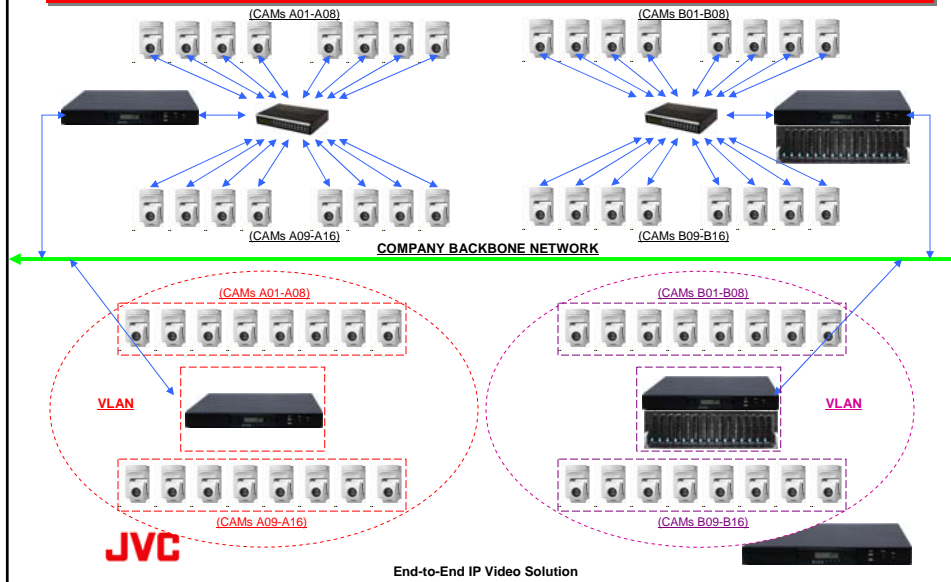 (CAMs A01-A08)
(CAMs B01-B08)
(CAMs A09-A16)
(CAMs B09-B16)
COMPANY BACKBONE NETWORK
(CAMs A01-A08)
(CAMs B01-B08)
VLAN
VLAN
(CAMs A09-A16)
(CAMs B09-B16)
JVC
End-to-End IP Video Solution